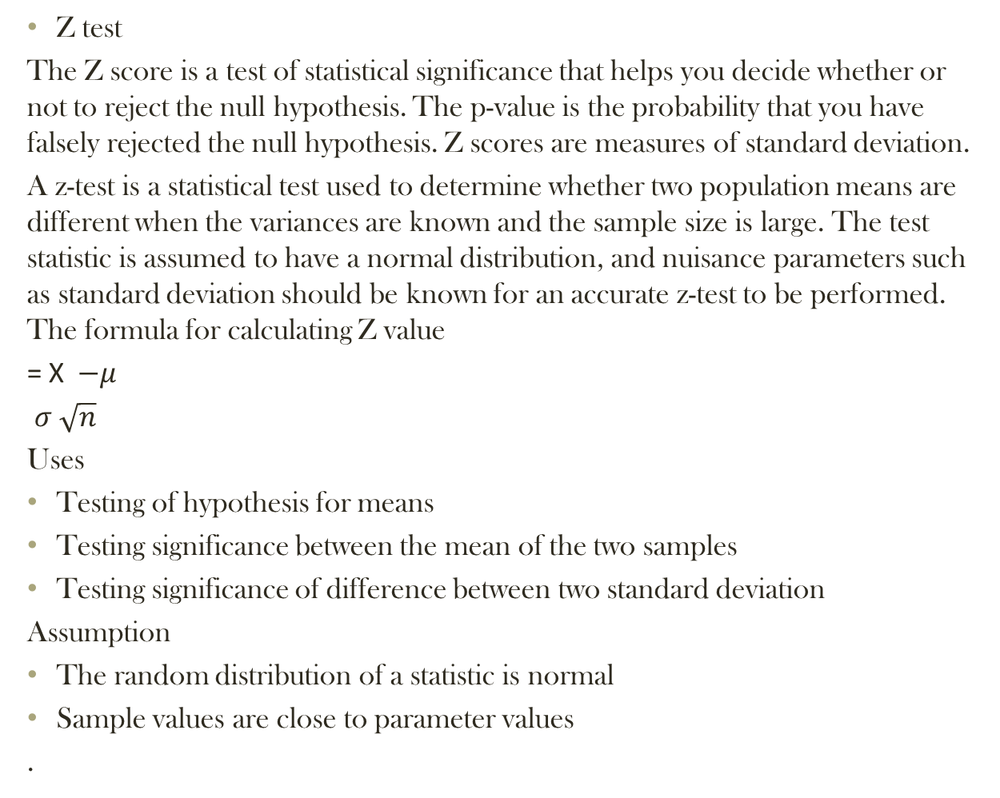 • Z test
The Z score is a test of statistical significance that helps you decide whether or
not to reject the null hypothesis. The p-value is the probability that you have
falsely rejected the null hypothesis. Z scores are measures of standard deviation.
A z-test is a statistical test used to determine whether two population means are
different when the variances are known and the sample size is large. The test
statistic is assumed to have a normal distribution, and nuisance parameters such
as standard deviation should be known for an accurate z-test to be performed.
The formula for calculating Z value
= X −μ
σ √n
Uses
• Testing of hypothesis for means
• Testing significance between the mean of the two samples
• Testing significance of difference between two standard deviation
Assumption
• The random distribution of a statistic is normal
• Sample values are close to parameter values
.